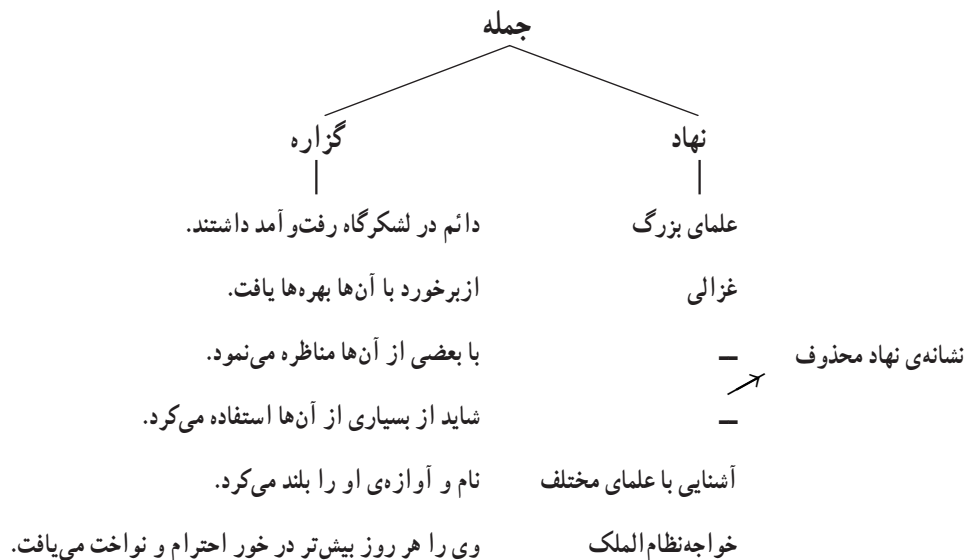 جمله
نهاد گزاره
علمای بزرگ دائم در لشکرگاه رفت‌و آمد داشتند.
غزالی ازبرخورد با آن‌ها بهره‌ها یافت.
نشانه‌ی نهاد محذوف – با بعضی از آن‌ها مناظره می‌نمود.
– شاید از بسیاری از آن‌ها استفاده می‌کرد.
آشنایی با علمای مختلف نام و آوازه‌ی او را بلند می‌کرد.
خواجه‌نظام‌الملک وی را هر روز بیش‌تر در خور احترام و نواخت می‌یافت.